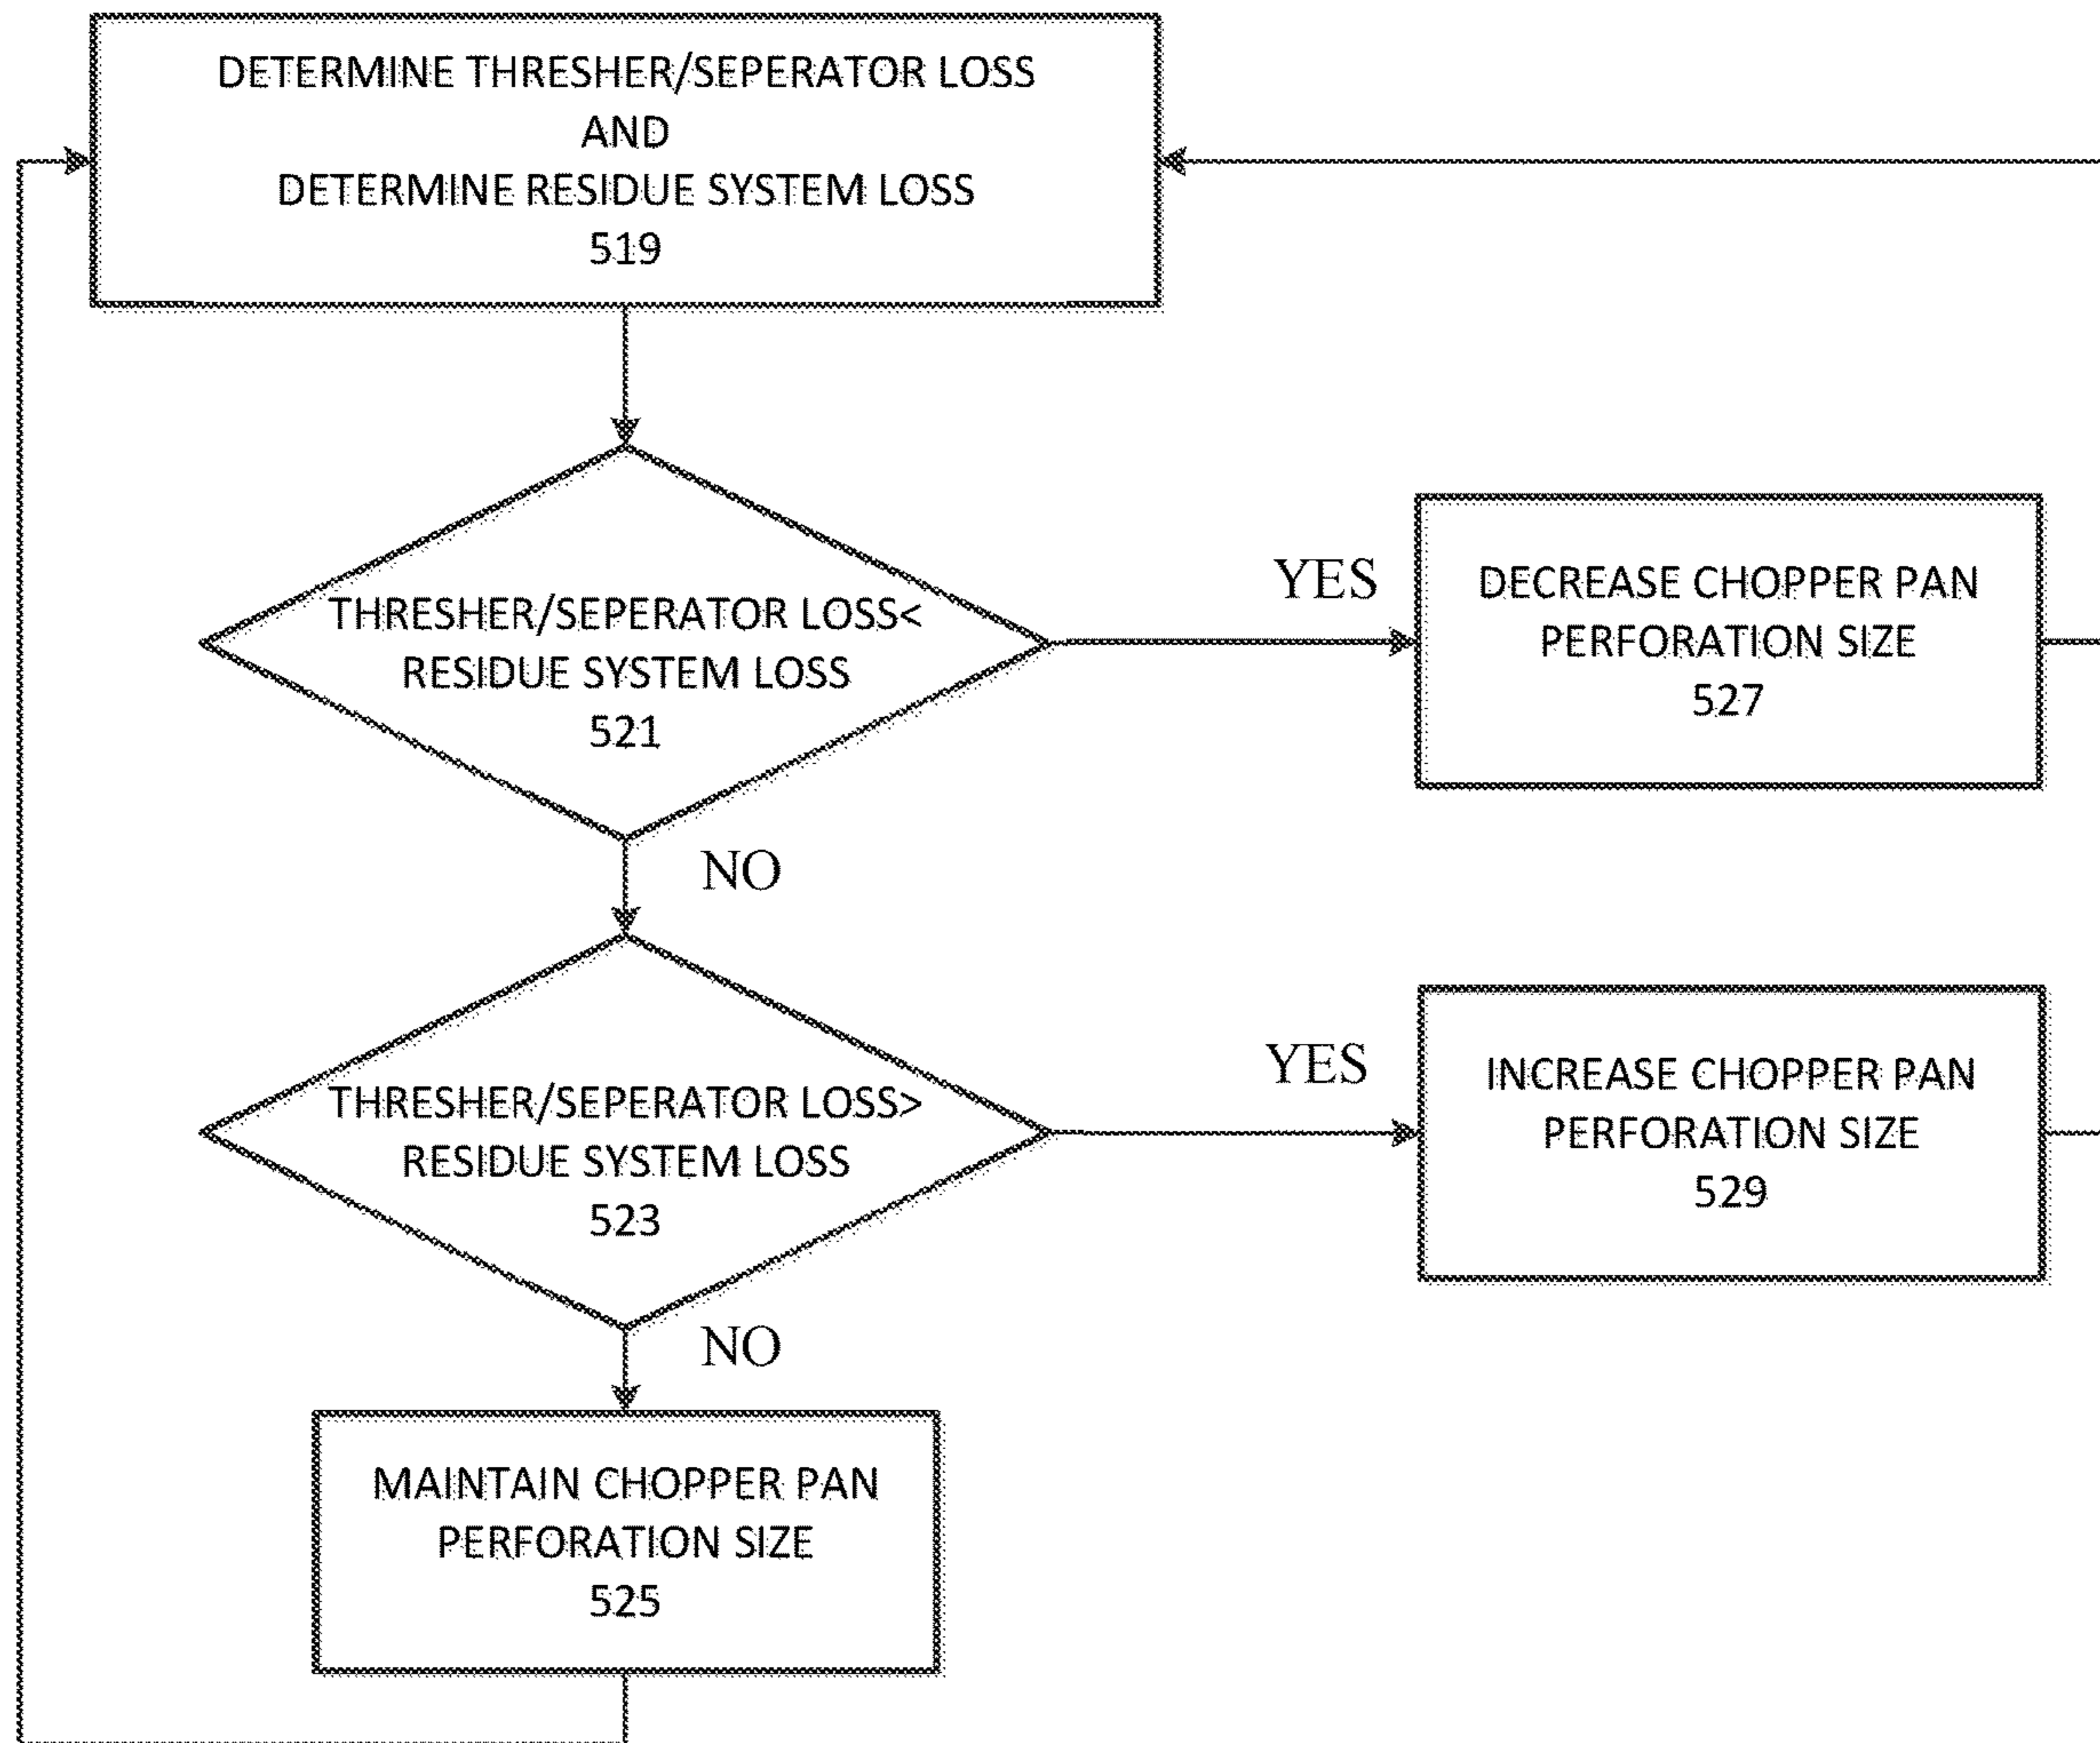 DETERMINE THRESHER/SEPERATOR LOSS
AND
DETERMINE RESIDUE SYSTEM LOSS
519
THRESHER/SEPERATOR LOSS<
RESIDUE SYSTEM LOSS
521
YES
DECREASE CHOPPER PAN
PERFORATION SIZE
527
NO
THRESHER/SEPERATOR LOSS>
RESIDUE SYSTEM LOSS
523
YES
INCREASE CHOPPER PAN
PERFORATION SIZE
529
NO
MAINTAIN CHOPPER PAN
PERFORATION SIZE
525